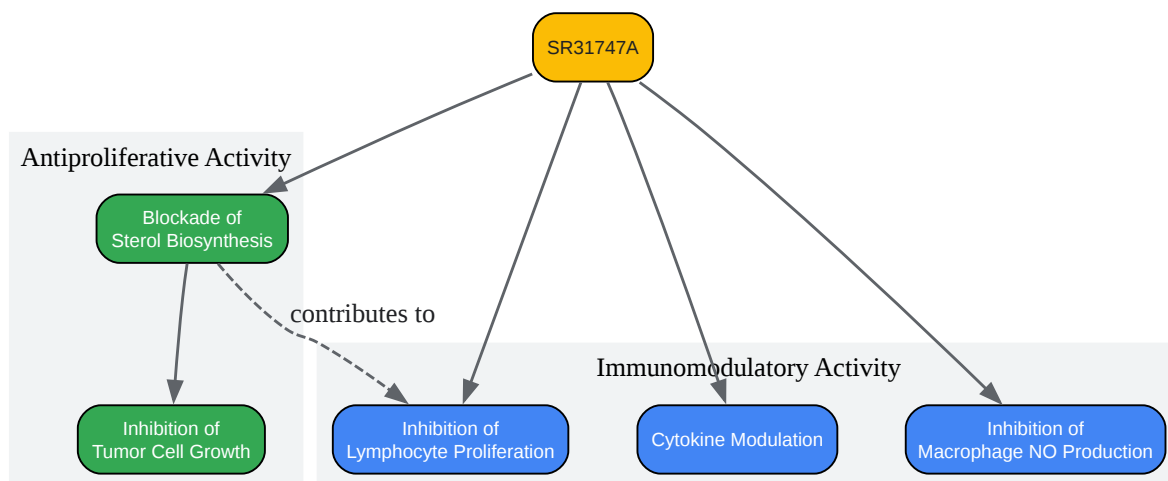 SR31747A
Antiproliferative Activity
Blockade of
Sterol Biosynthesis
contributes to
Immunomodulatory Activity
Inhibition of
Tumor Cell Growth
Inhibition of
Lymphocyte Proliferation
Cytokine Modulation
Inhibition of
Macrophage NO Production